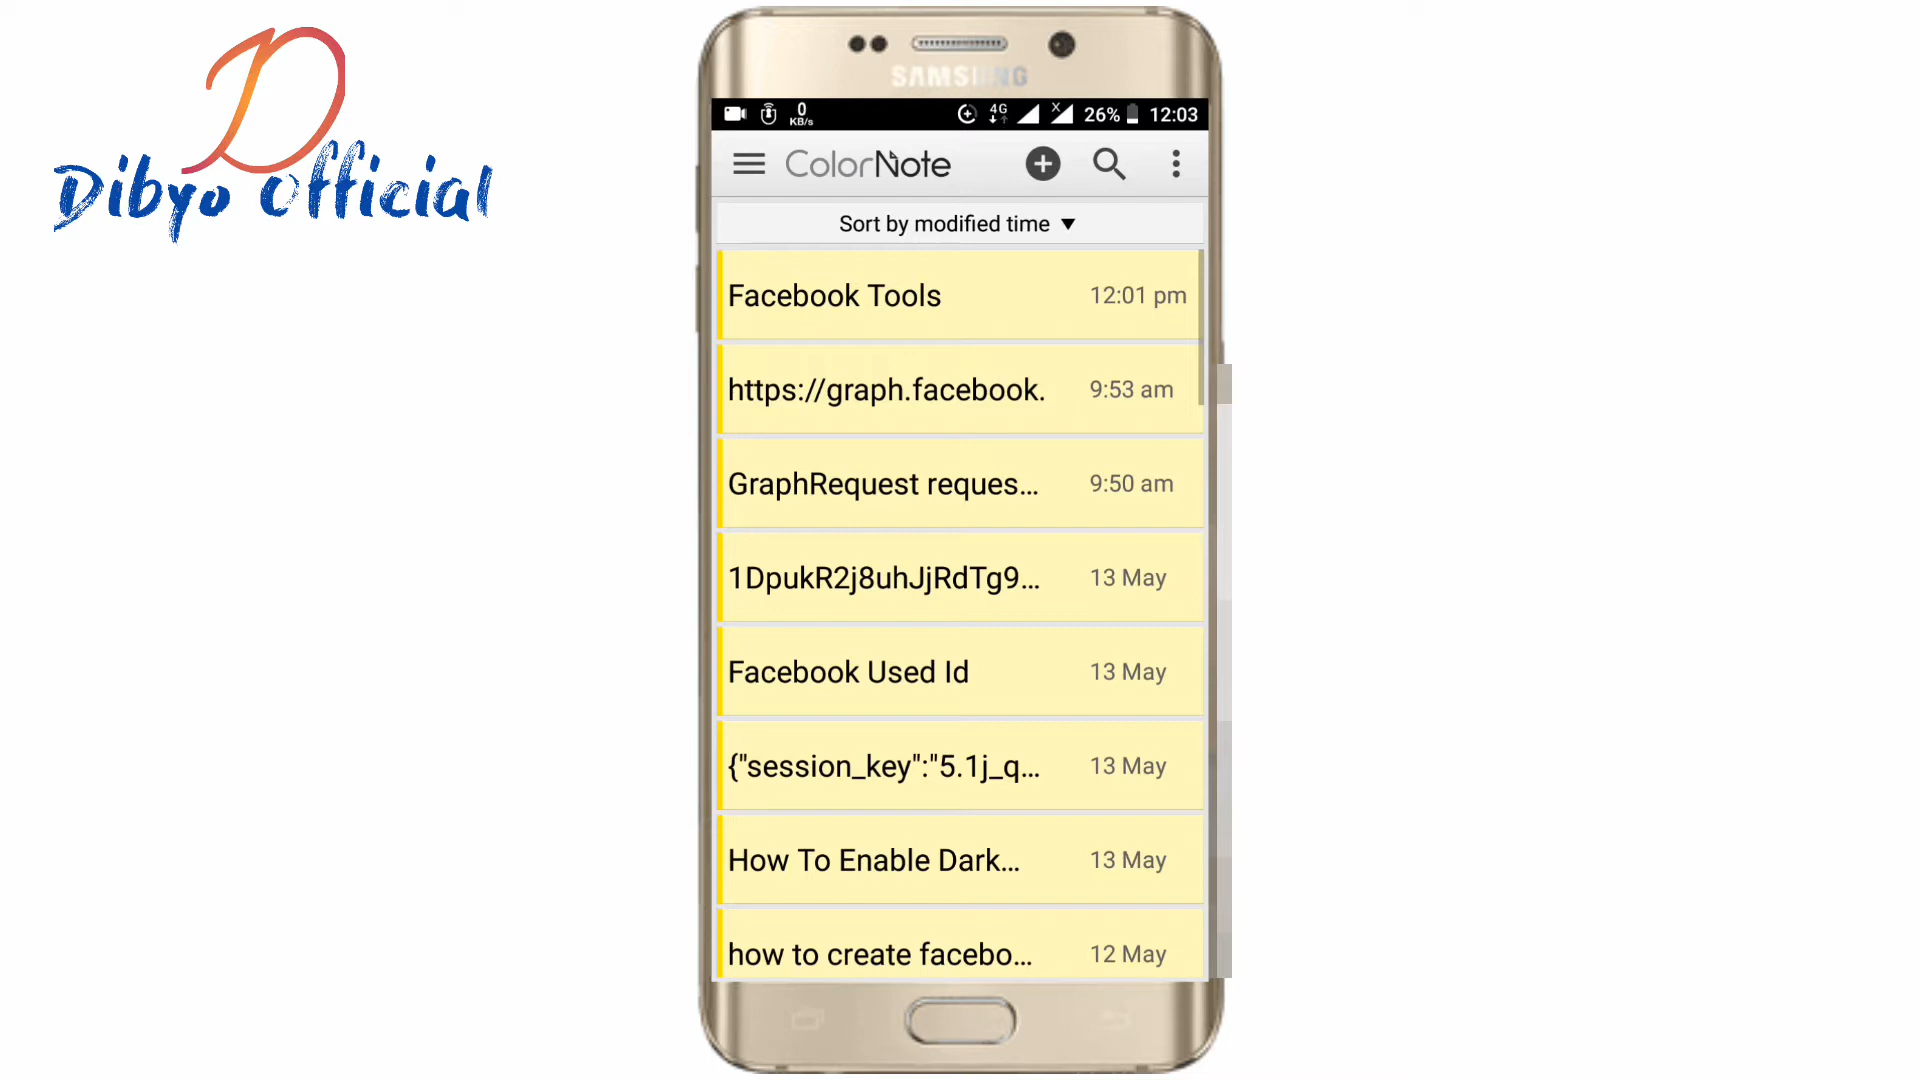 D
Dibyo Official
SAMSUNG
0
KB/s
4G
X
26%
12:03
ColorNote
Sort by modified time ▼
Facebook Tools 12:01 pm
https://graph.facebook. 9:53 am
GraphRequest reques... 9:50 am
1DpukR2j8uhJjRdTg9... 13 May
Facebook Used Id 13 May
{"session_key":"5.1j_q... 13 May
How To Enable Dark... 13 May
how to create facebo... 12 May